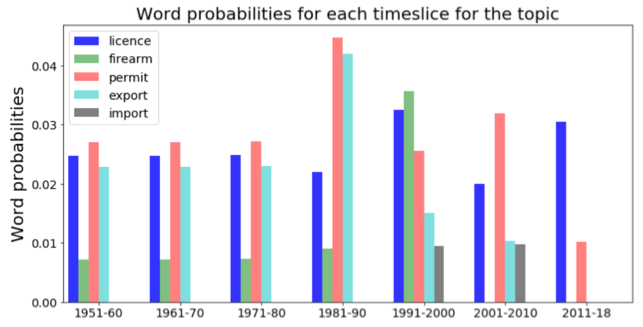 Word probabilities for each timeslice for the topic
licence
firearm
permit
export
import
Word probabilities
0.04
0.03
0.02
0.01
0.00
1951-60 1961-70 1971-80 1981-90 1991-2000 2001-2010 2011-18